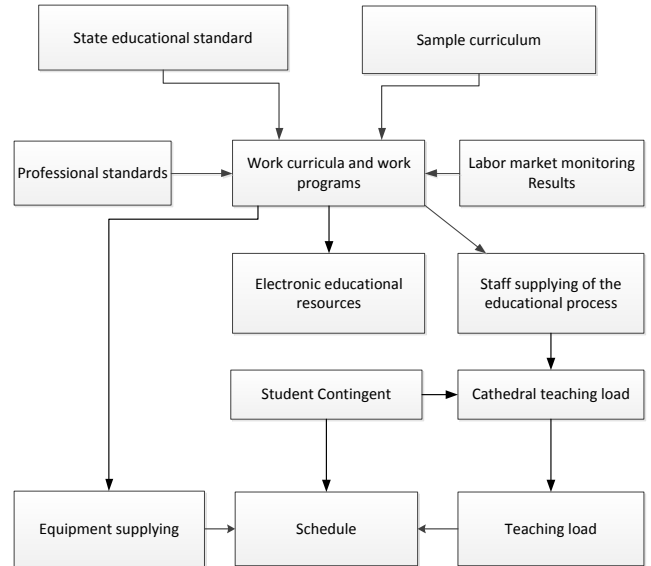 State educational standard
Sample curriculum
Professional standards
Work curricula and work
programs
Labor market monitoring
Results
Electronic educational
resources
Staff supplying of the
educational process
Student Contingent
Cathedral teaching load
Equipment supplying
Schedule
Teaching load